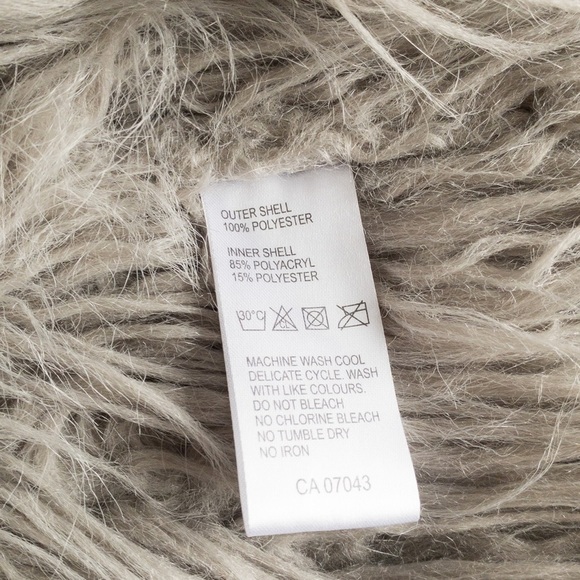 OUTER SHELL
100% POLYESTER
INNER SHELL
85% POLYACRYL
15% POLYESTER
30°C CL
MACHINE WASH COOL
DELICATE CYCLE. WASH
WITH LIKE COLOURS.
DO NOT BLEACH
NO CHLORINE BLEACH
NO TUMBLE DRY
NO IRON
CA 07043